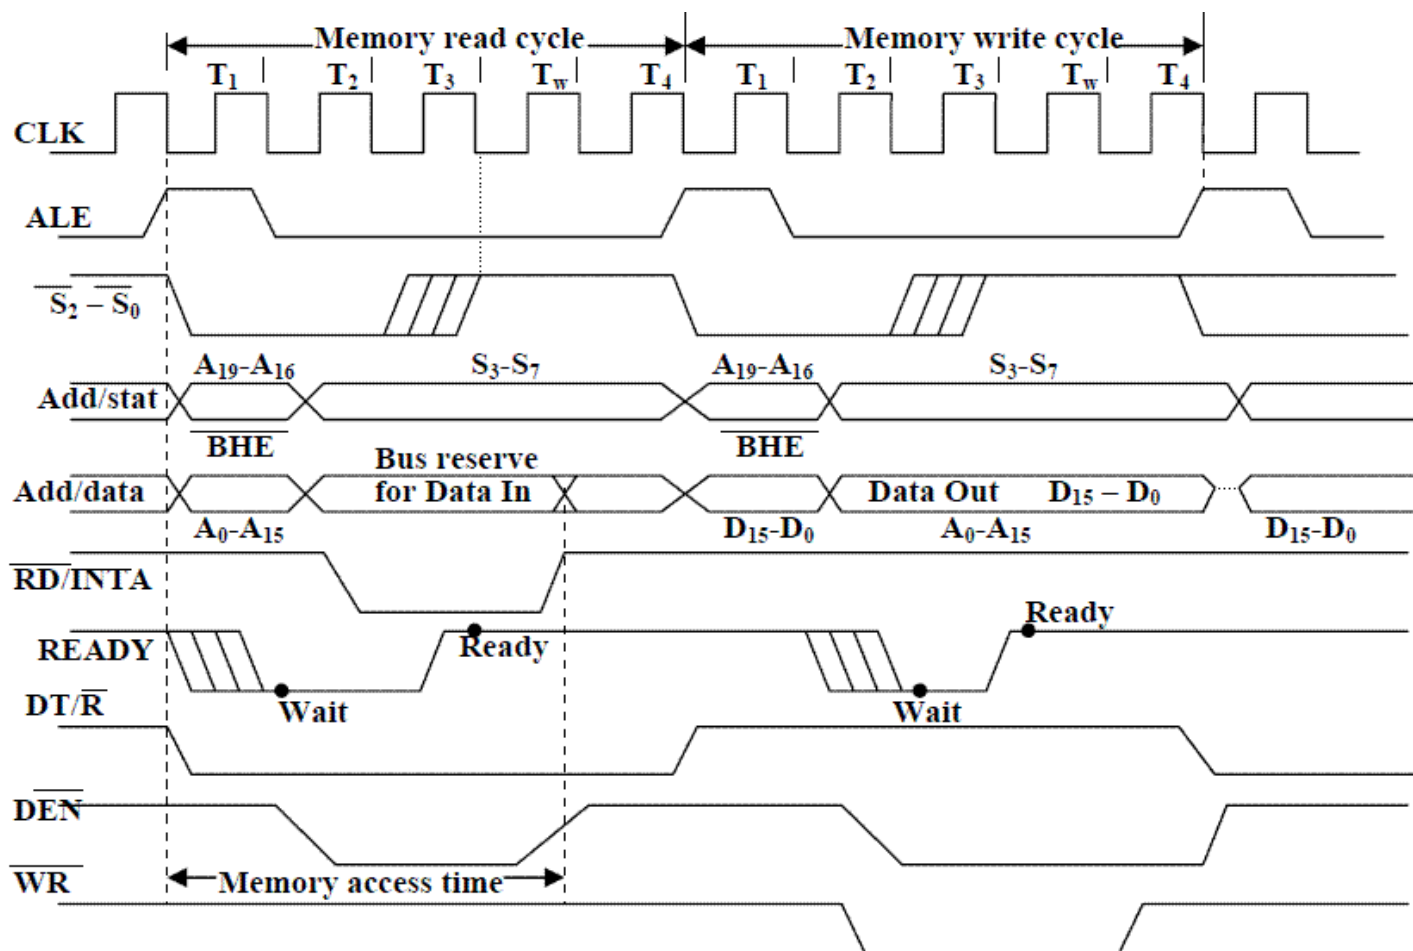 Memory read cycle Memory write cycle
T1 T2 T3 Tw T4 T1 T2 T3 Tw T4
CLK
ALE
S2 – S0
A19-A16 S3-S7 A19-A16 S3-S7
Add/stat
BHE BHE
Bus reserve
Add/data for Data In Data Out D15 – D0
A0-A15 D15-D0 A0-A15 D15-D0
RD/INTA
Ready
READY Ready
DT/R Wait Wait
DEN
WR Memory access time